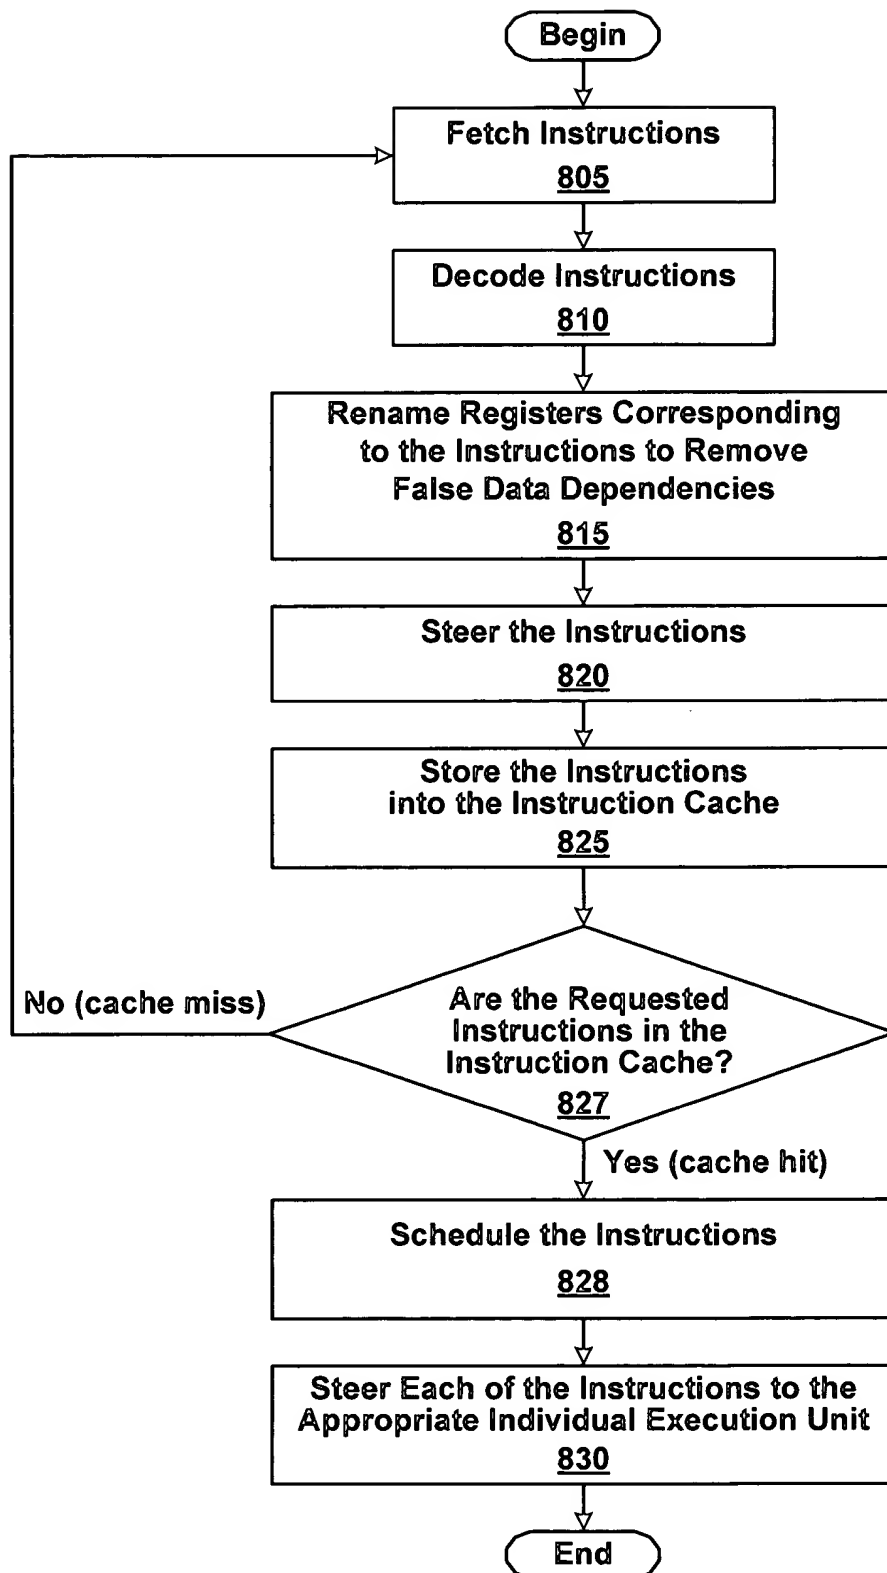 Begin
Fetch Instructions
805
Decode Instructions
810
Rename Registers Corresponding
to the Instructions to Remove
False Data Dependencies
815
Steer the Instructions
820
Store the Instructions
into the Instruction Cache
825
No (cache miss)
Are the Requested
Instructions in the
Instruction Cache?
827
Yes (cache hit)
Schedule the Instructions
828
Steer Each of the Instructions to the
Appropriate Individual Execution Unit
830
End